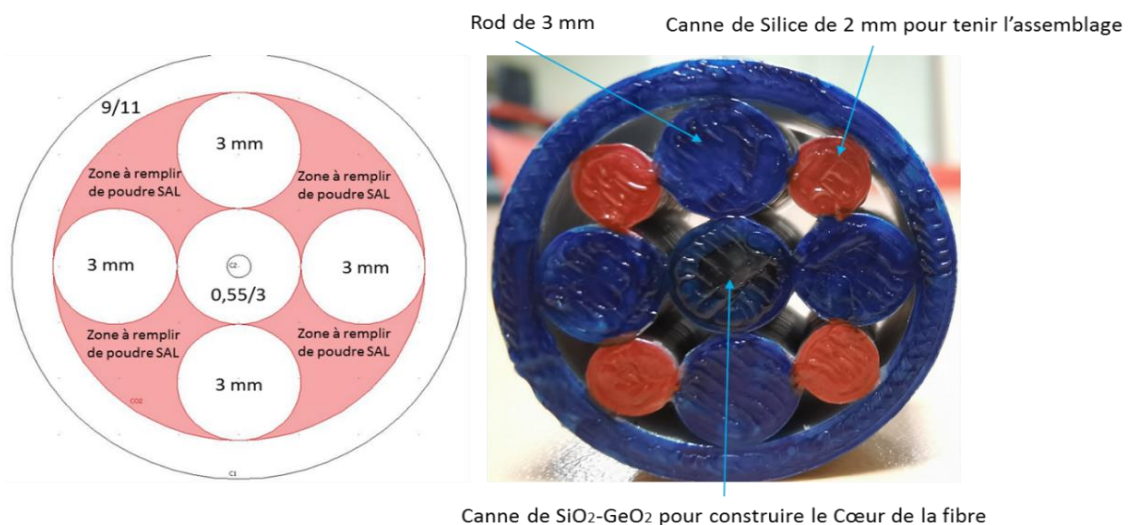 Rod de 3 mm
Canne de Silice de 2 mm pour tenir l’assemblage
9/11
3 mm
Zone à remplir
de poudre SAL
Zone à remplir
de poudre SAL
3 mm
C2
3 mm
0,55/3
Zone à remplir
de poudre SAL
Zone à remplir
de poudre SAL
3 mm
CO2
C1
Canne de SiO₂-GeO₂ pour construire le Cœur de la fibre